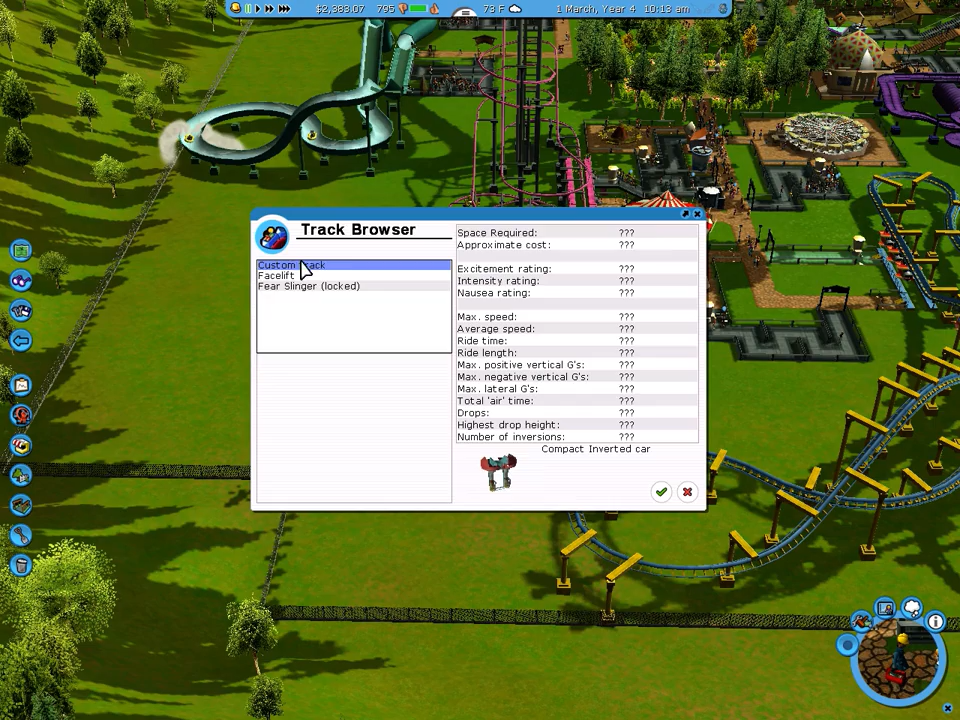 $2,383.07 795 73 F 1 March, Year 4 10:13 am
Track Browser
Custom Track
Facelift
Fear Slinger (locked)
Space Required: ???
Approximate cost: ???
Excitement rating: ???
Intensity rating: ???
Nausea rating: ???
Max. speed: ???
Average speed: ???
Ride time: ???
Ride length: ???
Max. positive vertical G's: ???
Max. negative vertical G's: ???
Max. lateral G's: ???
Total 'air' time: ???
Drops: ???
Highest drop height: ???
Number of inversions: ???
Compact Inverted car